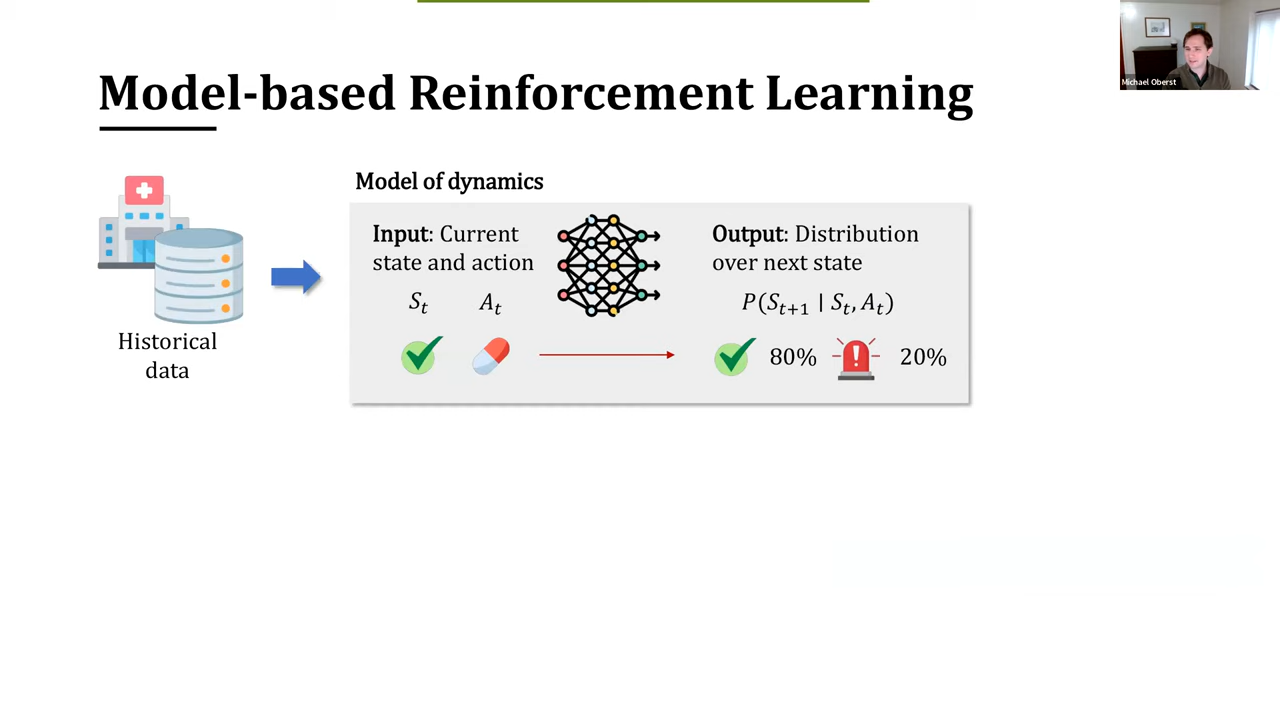 Model-based Reinforcement Learning
Michael Oberst
Model of dynamics
Input: Current
state and action
S_t A_t
Output: Distribution
over next state
P(S_{t+1} | S_t, A_t)
80% 20%
Historical
data